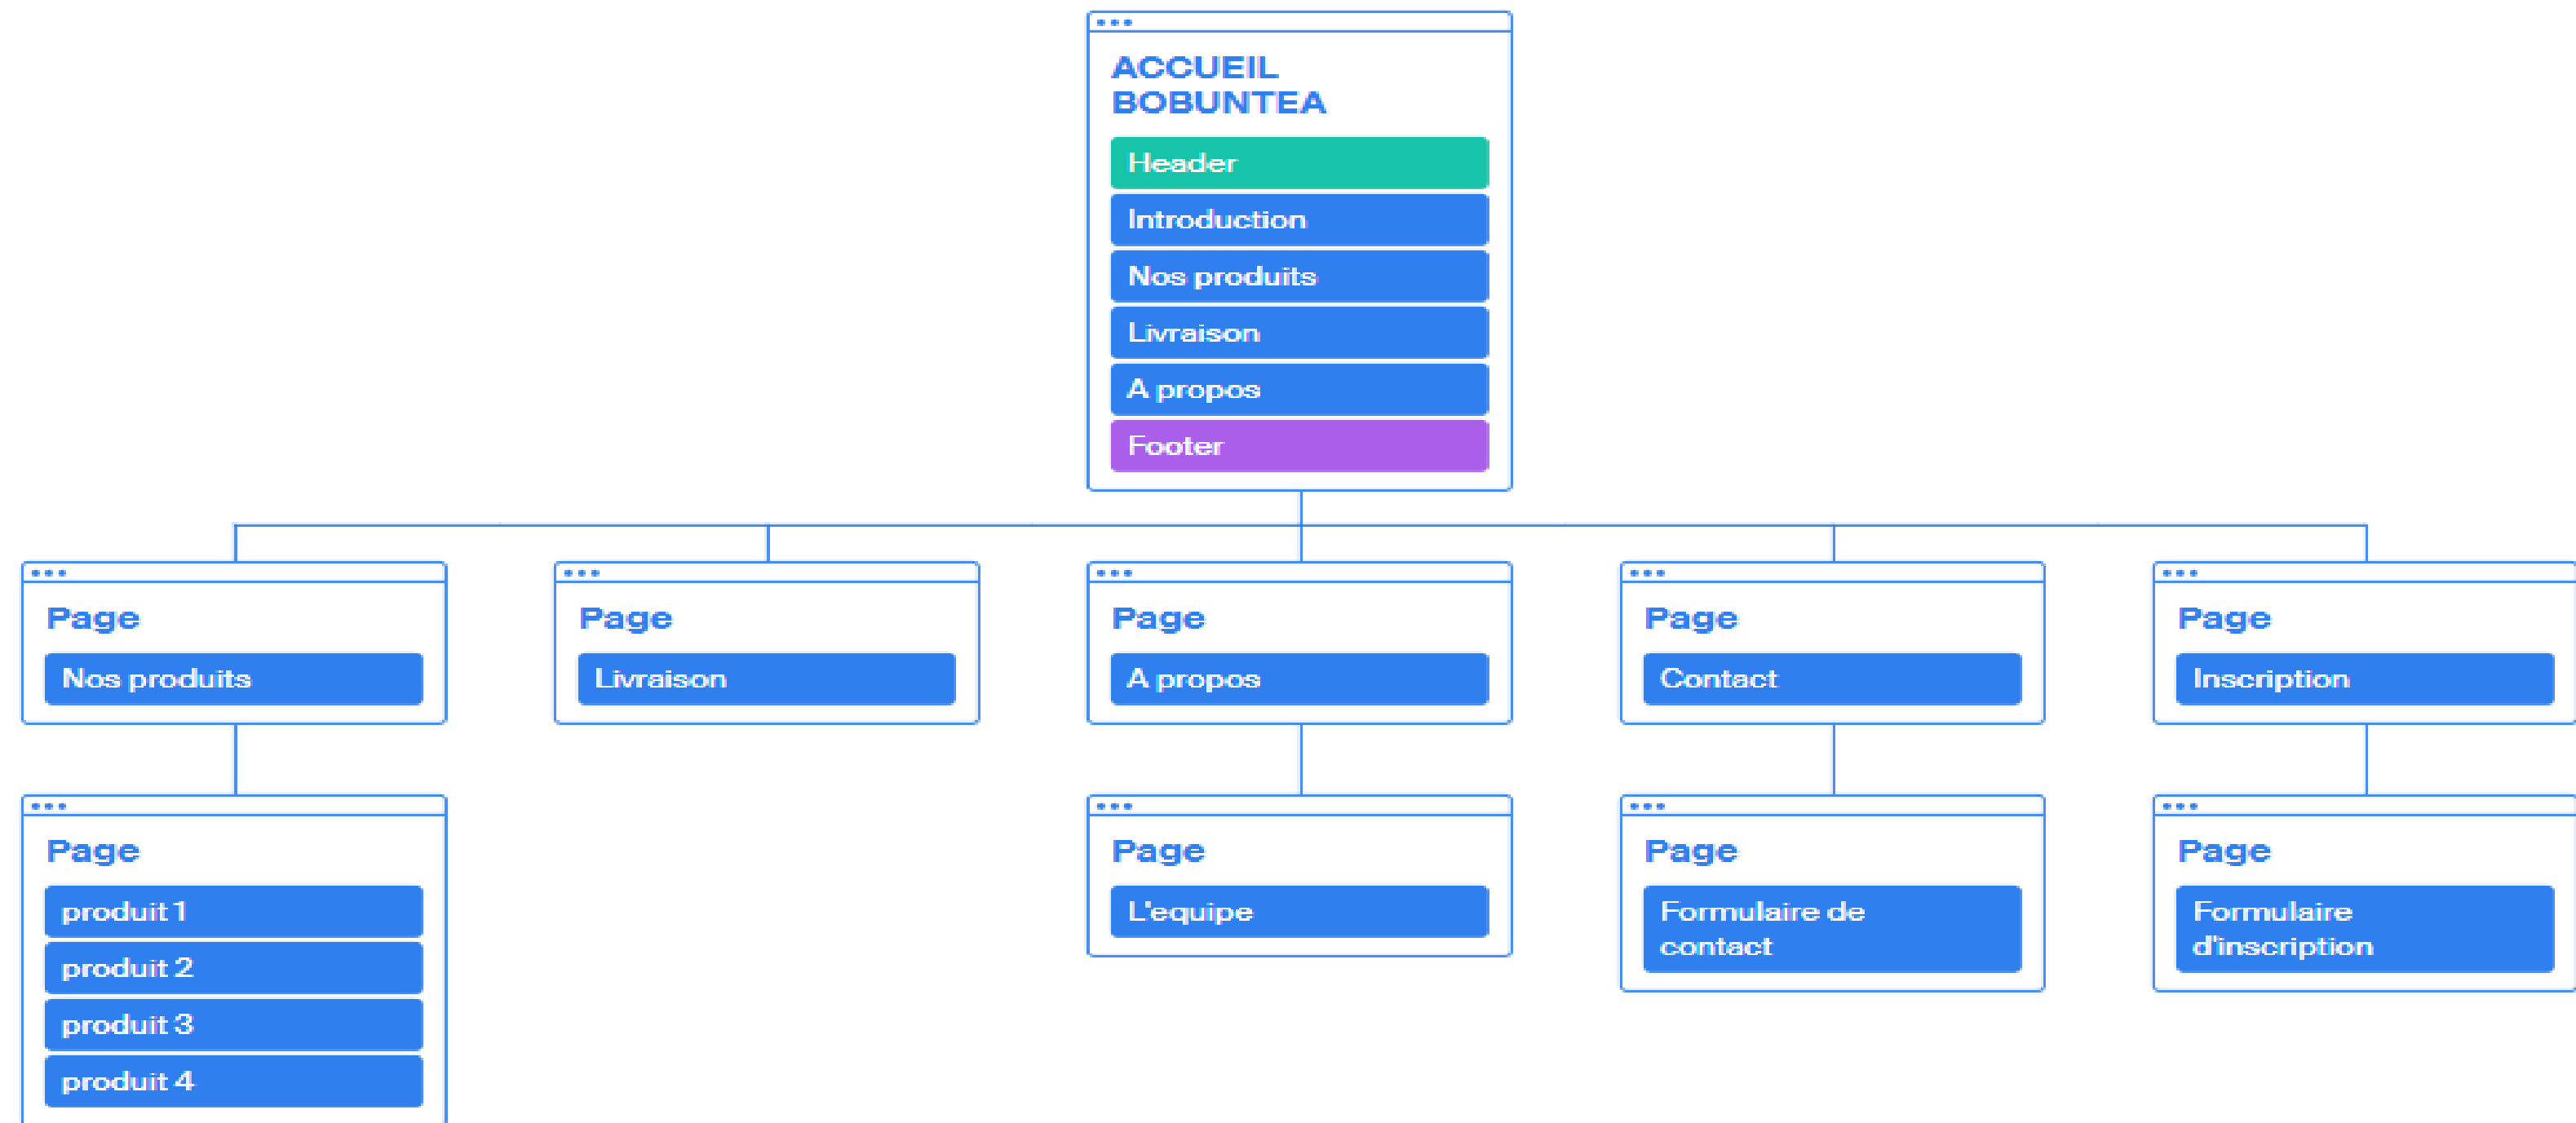 ACCUEIL
BOBUNTEA
Header
Introduction
Nos produits
Livraison
A propos
Footer
Page
Nos produits
Page
Livraison
Page
A propos
Page
Contact
Page
Inscription
Page
produit 1
produit 2
produit 3
produit 4
Page
L'equipe
Page
Formulaire de
contact
Page
Formulaire
d'inscription